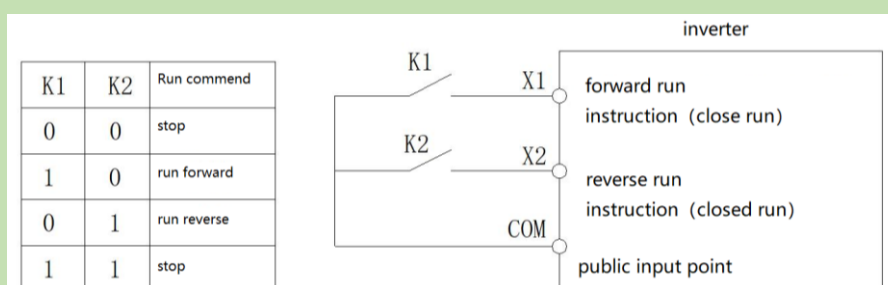 inverter
K1 K2 Run commend
0 0 stop
1 0 run forward
0 1 run reverse
1 1 stop
K1
X1
forward run
instruction (close run)
K2
X2
reverse run
instruction (closed run)
COM
public input point